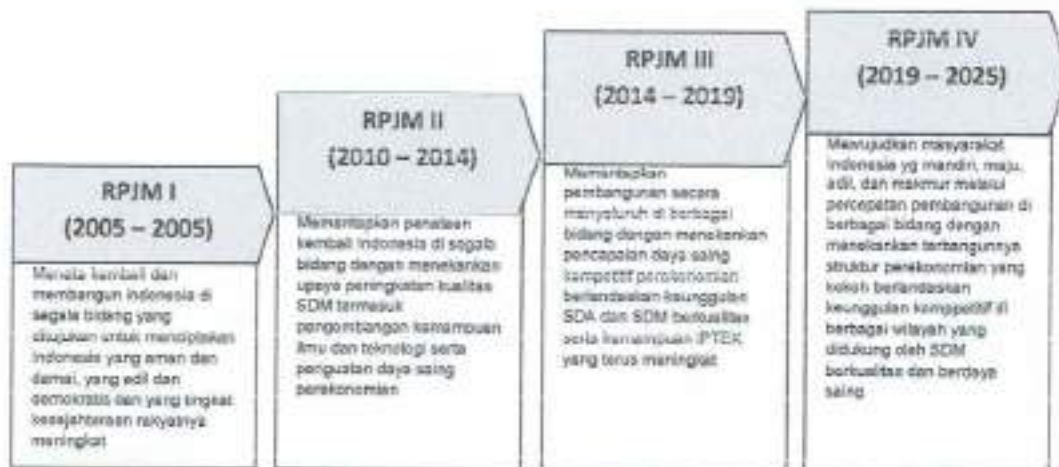 RPJM I
(2005 – 2005)
Menata kembali dan
membangun indonesia di
segala bidang yang
ditujukan untuk menciptakan
Indonesia yang aman dan
damai, yang adil dan
demokratis dan yang tingkat
kesejahteraan rakyatnya
meningkat
RPJM II
(2010 – 2014)
Memantapkan penataan
kembali Indonesia di segala
bidang dengan menekankan
upaya peningkatan kualitas
SDM termasuk
pengembangan kemampuan
ilmu dan teknologi serta
penguatan daya saing
perekonomian
RPJM III
(2014 – 2019)
Memantapkan
pembangunan secara
menyeluruh di berbagai
bidang dengan menekankan
pencapaian daya saing
kompetitif perekonomian
berlandaskan keunggulan
SDA dan SDM berkualitas
serta kemampuan IPTEK
yang terus meningkat
RPJM IV
(2019 – 2025)
Mewujudkan masyarakat
Indonesia yg mandiri, maju,
adil, dan makmur melalui
percepatan pembangunan di
berbagai bidang dengan
menekankan terbangunnya
struktur perekonomian yang
kokoh berlandaskan
keunggulan komppetitif di
berbagai wilayah yang
didukung oleh SDM
berkualitas dan berdaya
saing